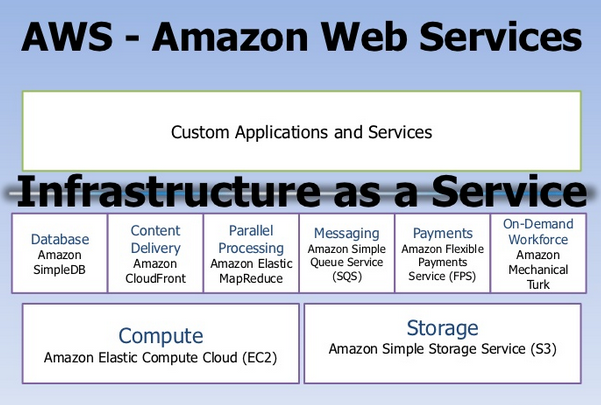 AWS - Amazon Web Services
Custom Applications and Services
Infrastructure as a Service
Database
Amazon
SimpleDB
Content
Delivery
Amazon
CloudFront
Parallel
Processing
Amazon Elastic
MapReduce
Messaging
Amazon Simple
Queue Service
(SQS)
Payments
Amazon Flexible
Payments
Service (FPS)
On-Demand
Workforce
Amazon
Mechanical
Turk
Compute
Amazon Elastic Compute Cloud (EC2)
Storage
Amazon Simple Storage Service (S3)